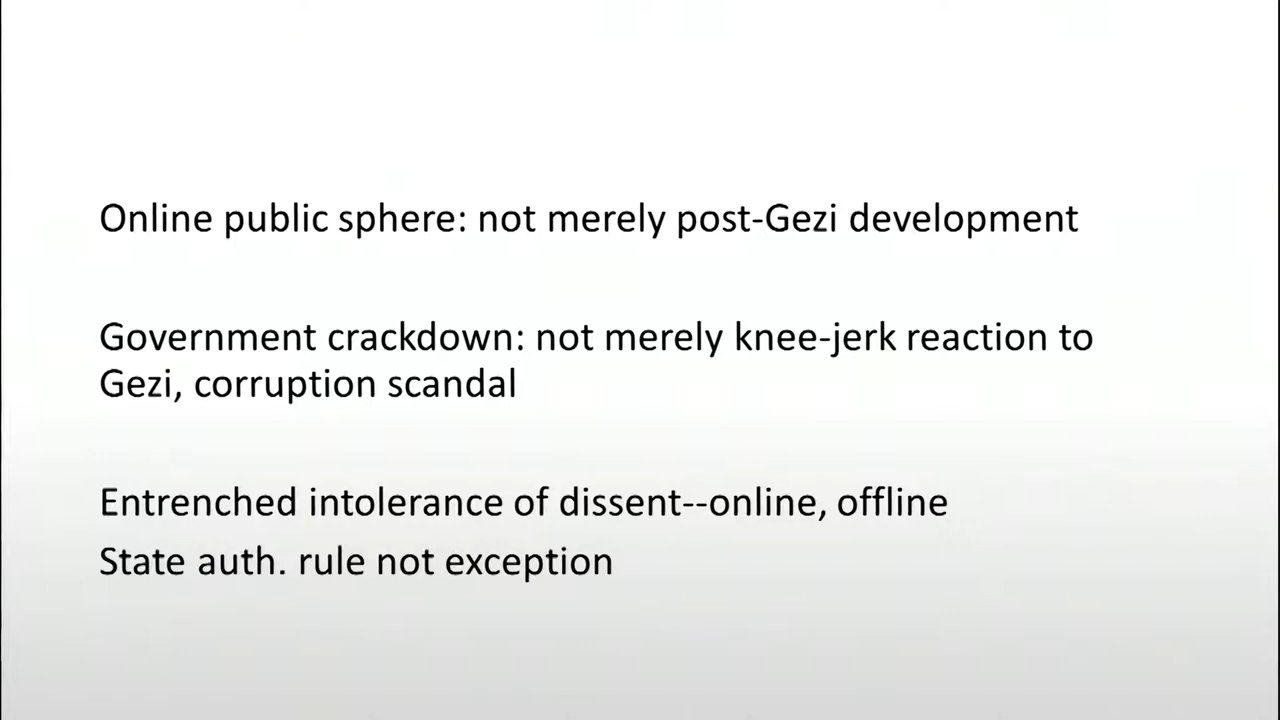 Online public sphere: not merely post-Gezi development
Government crackdown: not merely knee-jerk reaction to
Gezi, corruption scandal
Entrenched intolerance of dissent--online, offline
State auth. rule not exception